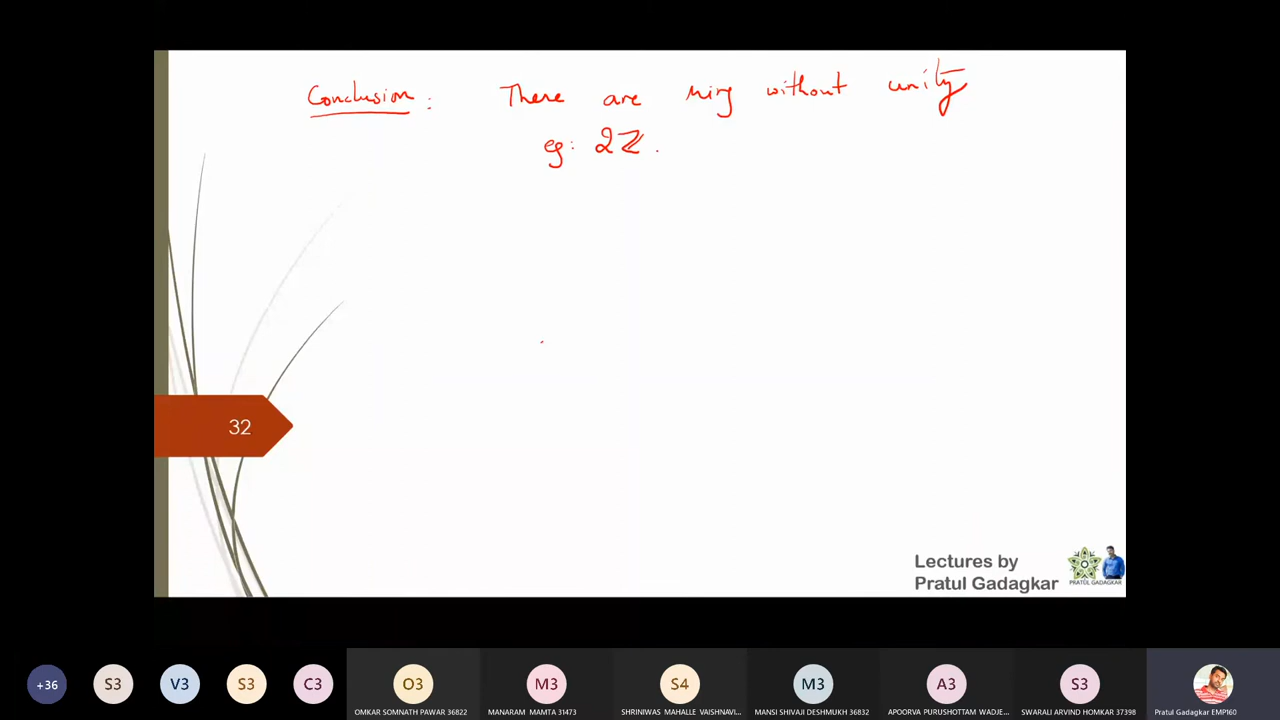 Conclusion : There are ring without unity
eg: 2ℤ.
32
Lectures by
Pratul Gadagkar
PRATUL GADAGKAR
+36
S3
V3
S3
C3
O3
M3
S4
M3
A3
S3
OMKAR SOMNATH PAWAR 36822
MANARAM MAMTA 31473
SHRINIWAS MAHALLE VAISHNAVI...
MANSI SHIVAJI DESHMUKH 36832
APOORVA PURUSHOTTAM WADJE...
SWARALI ARVIND HOMKAR 37398
Pratul Gadagkar EMP160